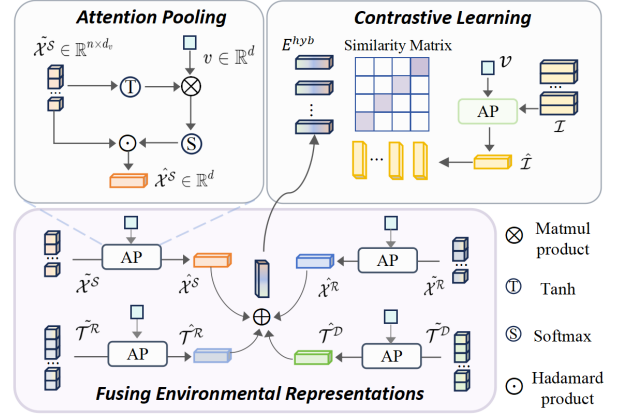 Attention Pooling
𝒳̃^𝒮 ∈ ℝ^{n×d_v}
v ∈ ℝ^d
T
S
𝒳̂^𝒮 ∈ ℝ^d
Contrastive Learning
E^{hyb}
Similarity Matrix
v
AP
ℐ
ℐ̂
AP
𝒳̃^𝒮
𝒳̂^𝒮
AP
𝒳̂^ℛ
𝒳̃^ℛ
AP
𝒯̃^ℛ
𝒯̂^ℛ
AP
𝒯̂^𝒟
𝒯̃^𝒟
Fusing Environmental Representations
Matmul
product
T Tanh
S Softmax
Hadamard
product